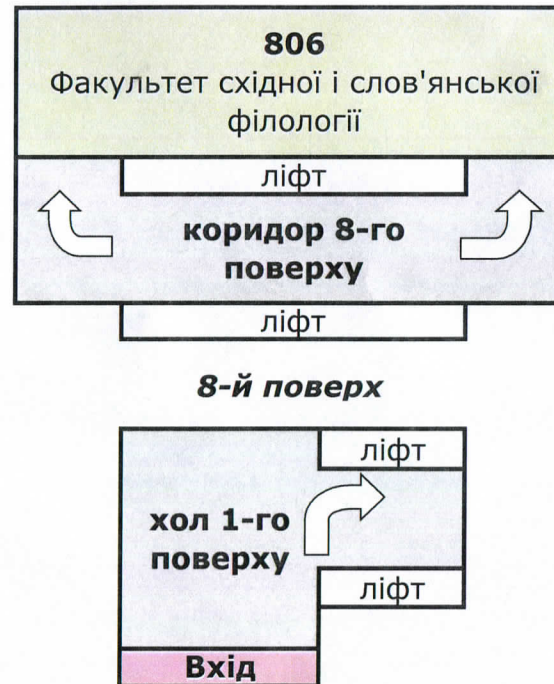 806
Факультет східної і слов'янської
філології
ліфт
коридор 8-го
поверху
ліфт
8-й поверх
ліфт
хол 1-го
поверху
ліфт
Вхід